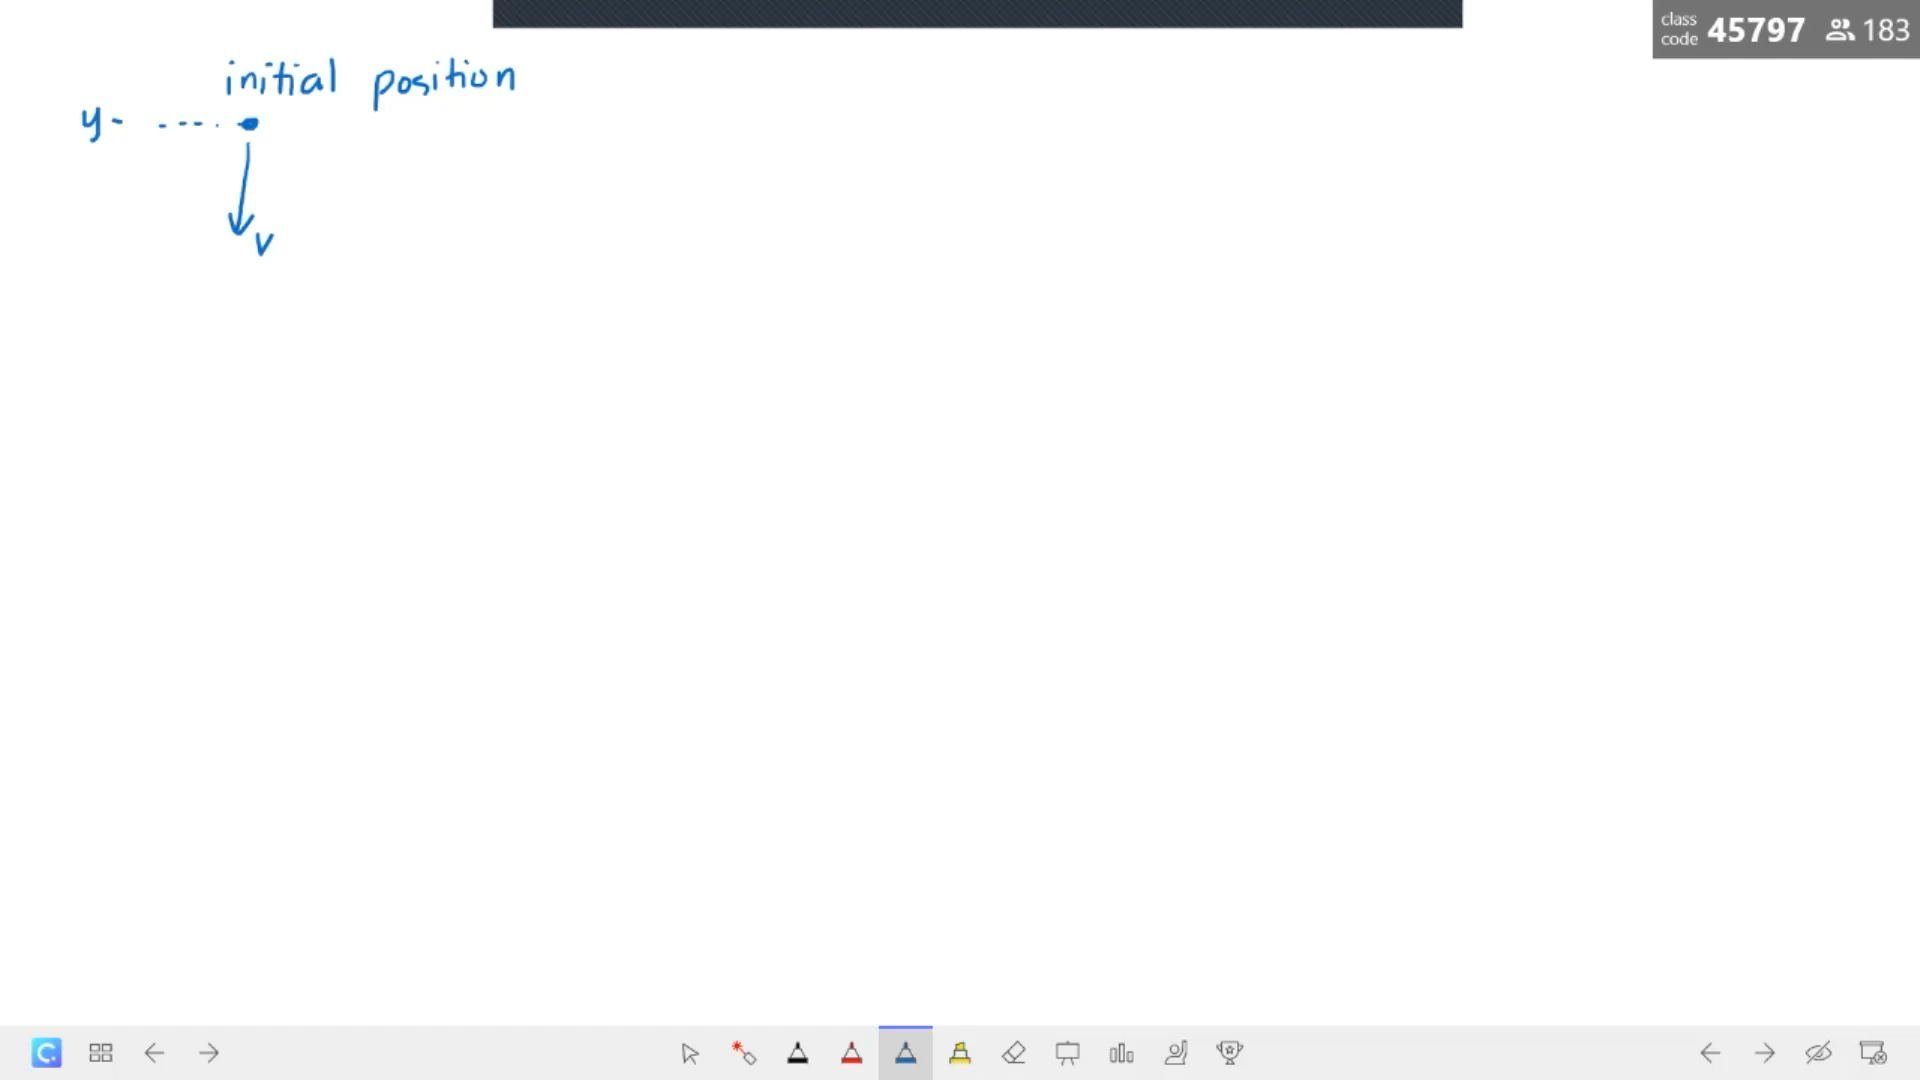 class code 45797 183
initial position
y-
v